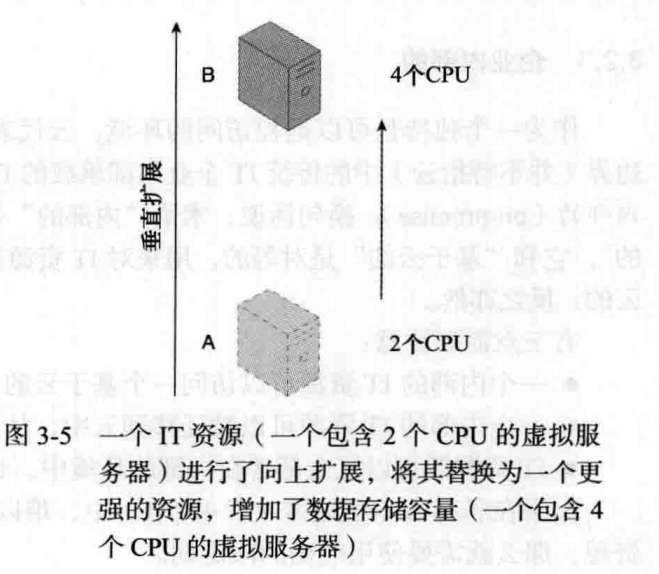 B
4个CPU
垂直扩展
A
2个CPU
图 3-5 一个 IT 资源（一个包含 2 个 CPU 的虚拟服
务器）进行了向上扩展，将其替换为一个更
强的资源，增加了数据存储容量（一个包含 4
个 CPU 的虚拟服务器）